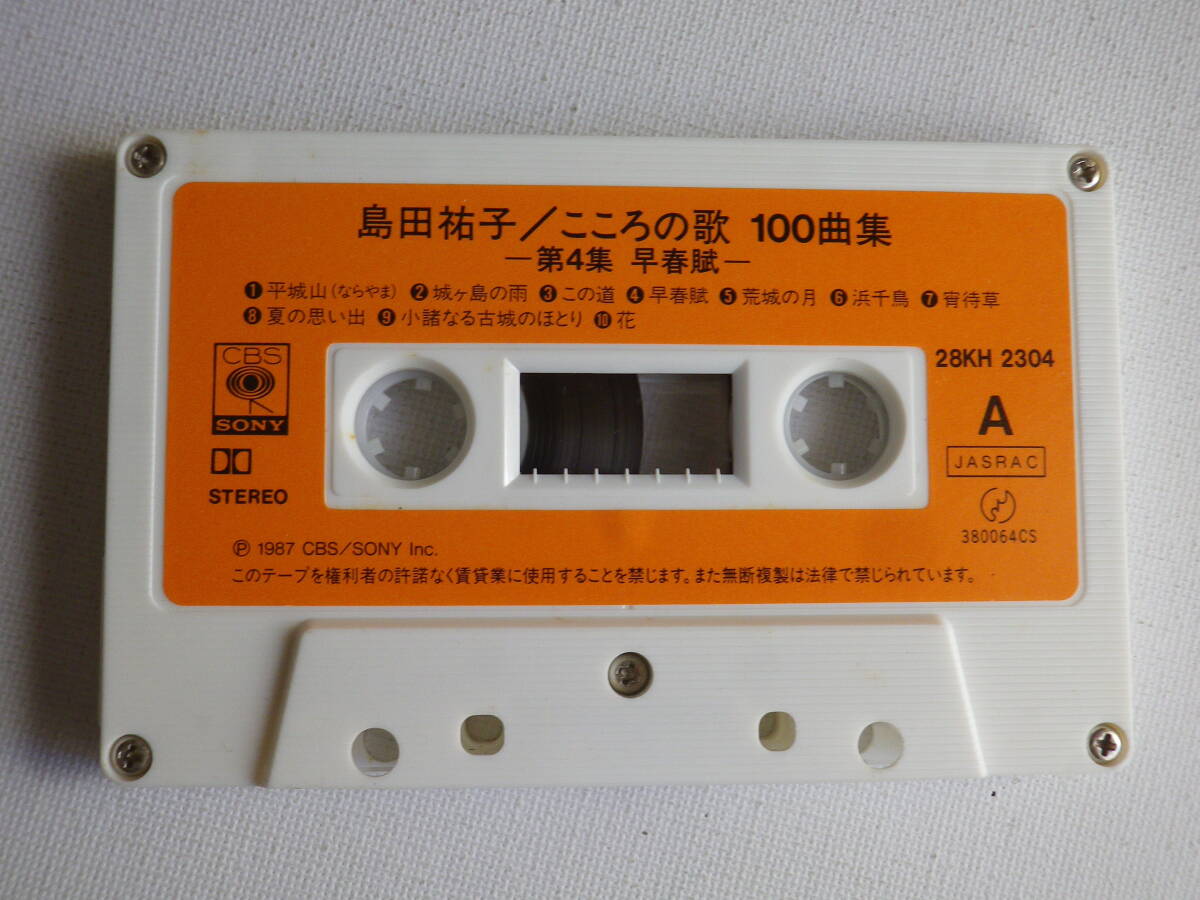 島田祐子/こころの歌 100曲集
—第4集 早春賦—
❶平城山(ならやま) ❷城ヶ島の雨 ❸この道 ❹早春賦 ❺荒城の月 ❻浜千鳥 ❼宵待草
❽夏の思い出 ❾小諸なる古城のほとり ❿花
CBS
SONY
STEREO
28KH 2304
A
JASRAC
380064CS
Ⓟ 1987 CBS/SONY Inc.
このテープを権利者の許諾なく賃貸業に使用することを禁じます。また無断複製は法律で禁じられています。